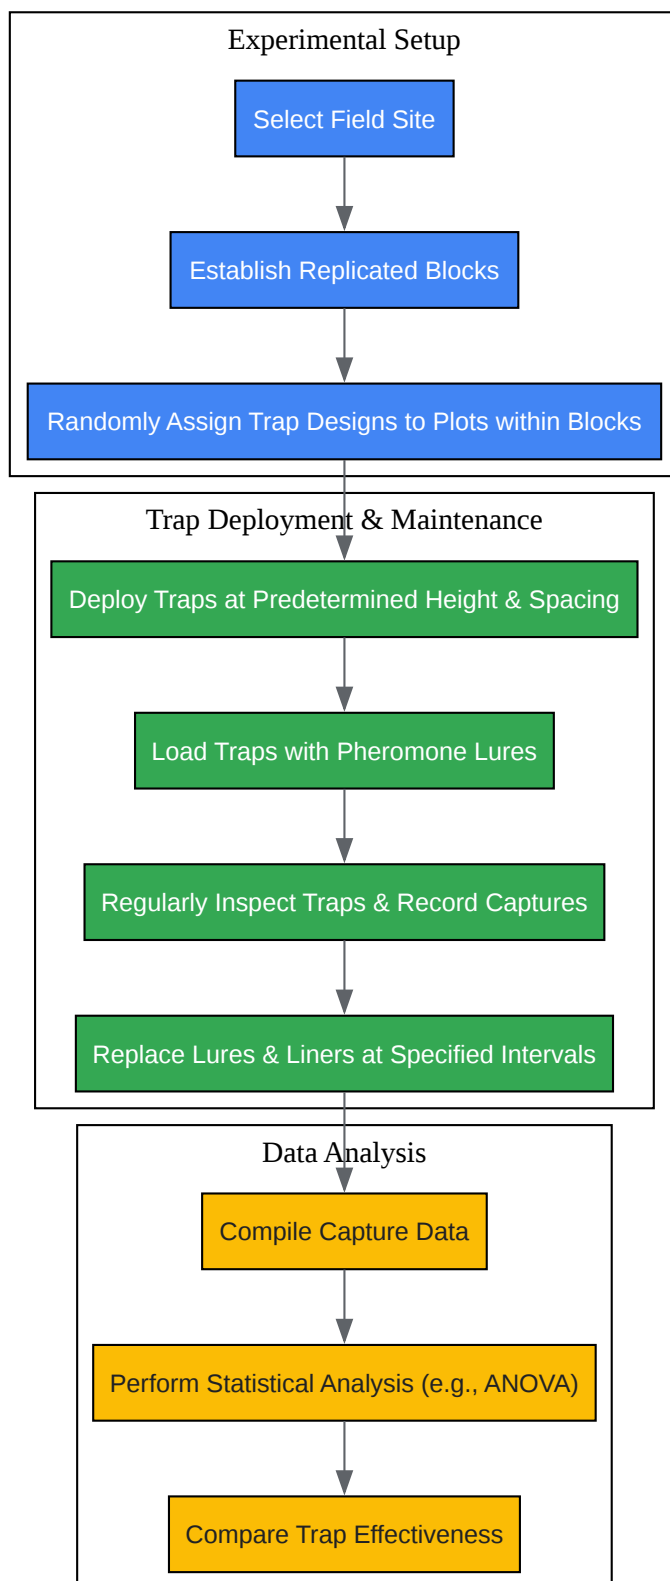 Experimental Setup
Select Field Site
Establish Replicated Blocks
Randomly Assign Trap Designs to Plots within Blocks
Trap Deployment & Maintenance
Deploy Traps at Predetermined Height & Spacing
Load Traps with Pheromone Lures
Regularly Inspect Traps & Record Captures
Replace Lures & Liners at Specified Intervals
Data Analysis
Compile Capture Data
Perform Statistical Analysis (e.g., ANOVA)
Compare Trap Effectiveness